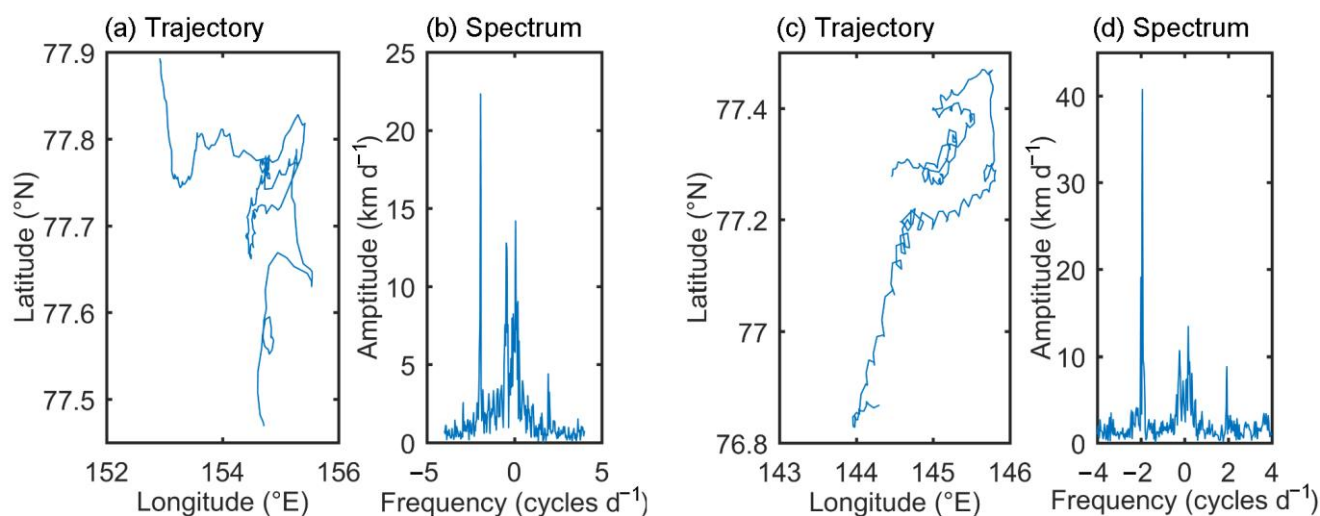 (a) Trajectory
77.9
77.8
77.7
77.6
77.5
Latitude (°N)
152
154
156
Longitude (°E)
(b) Spectrum
25
20
15
10
5
0
Amptitude (km d⁻¹)
−5
0
5
Frequency (cycles d⁻¹)
(c) Trajectory
77.4
77.2
77
76.8
Latitude (°N)
143
144
145
146
Longitude (°E)
(d) Spectrum
40
30
20
10
0
Amptitude (km d⁻¹)
−4
−2
0
2
4
Frequency (cycles d⁻¹)